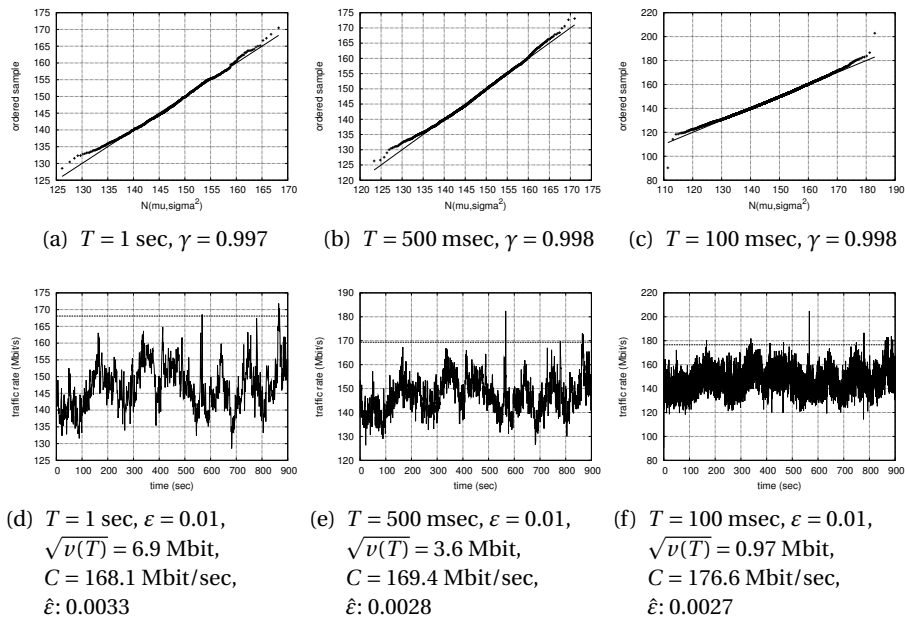 ordered sample
175
170
165
160
155
150
145
140
135
130
125
125 130 135 140 145 150 155 160 165 170
N(mu,sigma²)
(a) T = 1 sec, γ = 0.997
ordered sample
175
170
165
160
155
150
145
140
135
130
125
120
120 125 130 135 140 145 150 155 160 165 170 175
N(mu,sigma²)
(b) T = 500 msec, γ = 0.998
ordered sample
220
200
180
160
140
120
100
80
110 120 130 140 150 160 170 180 190
N(mu,sigma²)
(c) T = 100 msec, γ = 0.998
traffic rate (Mbit/s)
175
170
165
160
155
150
145
140
135
130
125
0 100 200 300 400 500 600 700 800 900
time (sec)
(d) T = 1 sec, ε = 0.01,
√v(T) = 6.9 Mbit,
C = 168.1 Mbit/sec,
ε̂: 0.0033
traffic rate (Mbit/s)
190
180
170
160
150
140
130
120
0 100 200 300 400 500 600 700 800 900
time (sec)
(e) T = 500 msec, ε = 0.01,
√v(T) = 3.6 Mbit,
C = 169.4 Mbit/sec,
ε̂: 0.0028
traffic rate (Mbit/s)
220
200
180
160
140
120
100
80
0 100 200 300 400 500 600 700 800 900
time (sec)
(f) T = 100 msec, ε = 0.01,
√v(T) = 0.97 Mbit,
C = 176.6 Mbit/sec,
ε̂: 0.0027